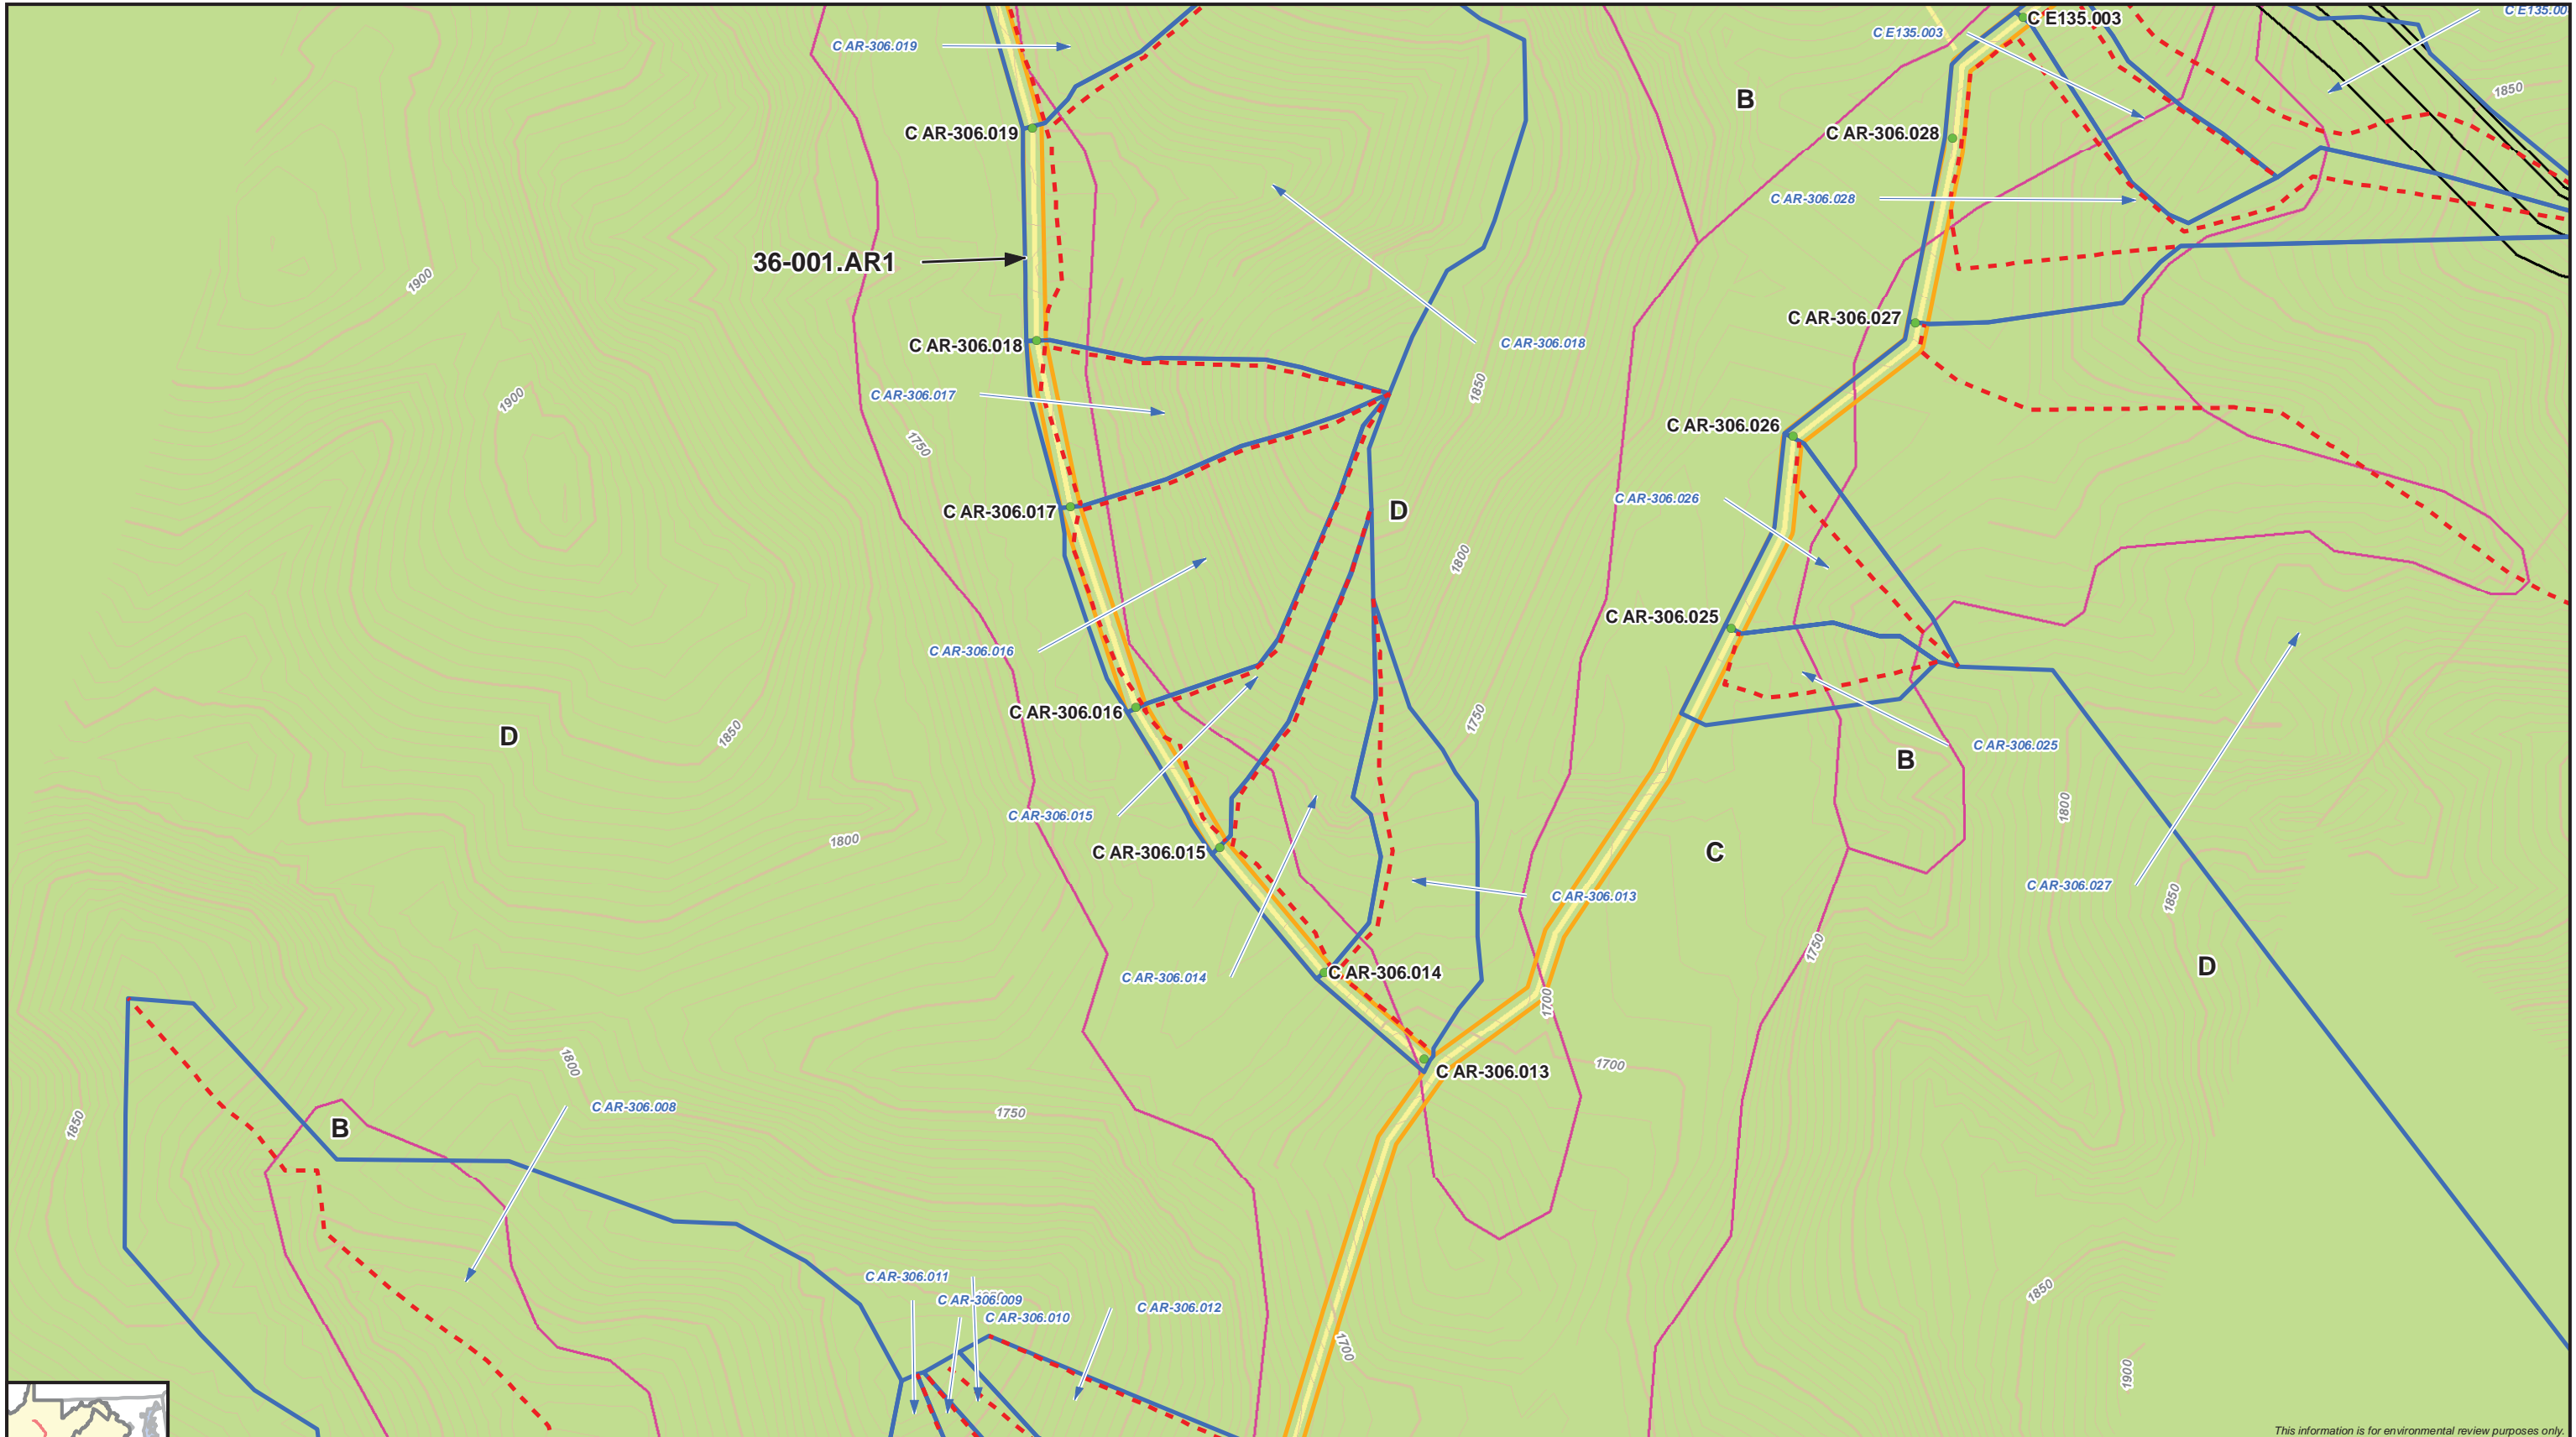 C E135.003
C E135.00
C AR-306.019
C E135.003
1850
B
C AR-306.019
C AR-306.028
C AR-306.028
36-001.AR1
1900
C AR-306.027
C AR-306.018
C AR-306.018
1850
C AR-306.017
1900
C AR-306.026
1750
C AR-306.026
C AR-306.017
D
1800
C AR-306.025
C AR-306.016
C AR-306.016
1750
D
1850
C AR-306.025
B
1800
C AR-306.015
1800
C AR-306.015
C
C AR-306.027
C AR-306.013
1850
1750
D
C AR-306.014
C AR-306.014
1700
1800
1700
C AR-306.013
C AR-306.008
1750
1850
B
C AR-306.011
1850
C AR-306.009
C AR-306.012
C AR-306.010
1700
1900
This information is for environmental review purposes only.